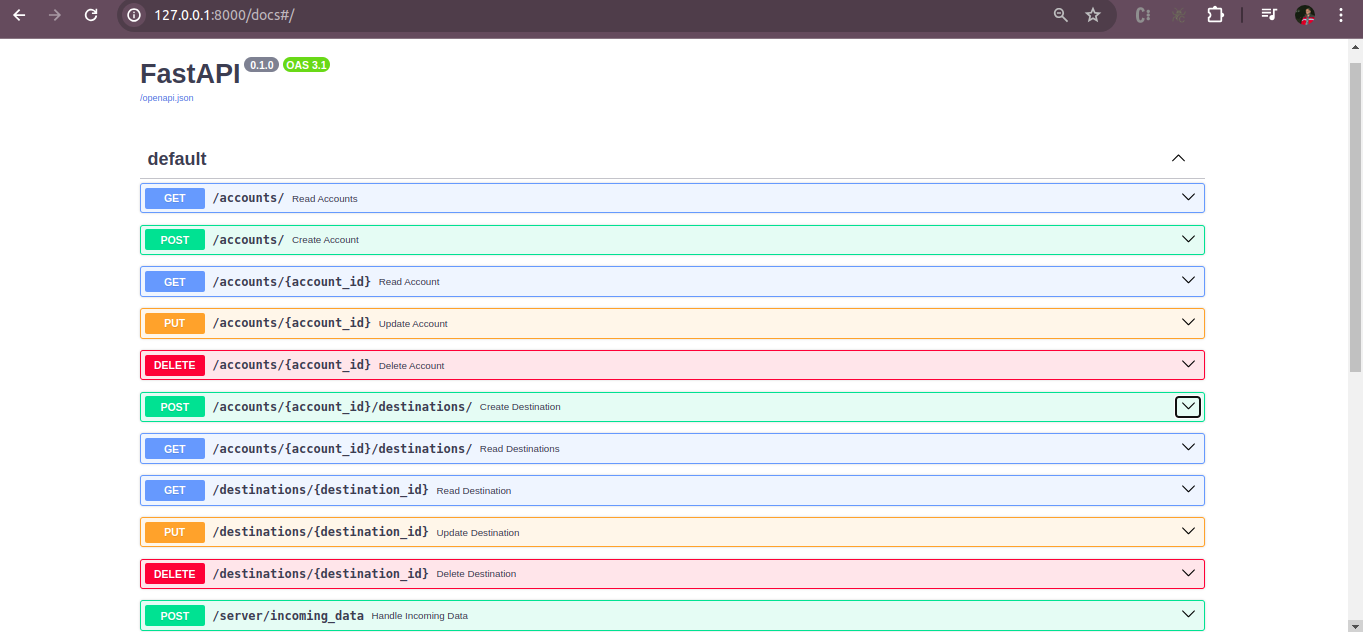 127.0.0.1:8000/docs#/
FastAPI 0.1.0 OAS 3.1
/openapi.json
default
GET /accounts/ Read Accounts
POST /accounts/ Create Account
GET /accounts/{account_id} Read Account
PUT /accounts/{account_id} Update Account
DELETE /accounts/{account_id} Delete Account
POST /accounts/{account_id}/destinations/ Create Destination
GET /accounts/{account_id}/destinations/ Read Destinations
GET /destinations/{destination_id} Read Destination
PUT /destinations/{destination_id} Update Destination
DELETE /destinations/{destination_id} Delete Destination
POST /server/incoming_data Handle Incoming Data